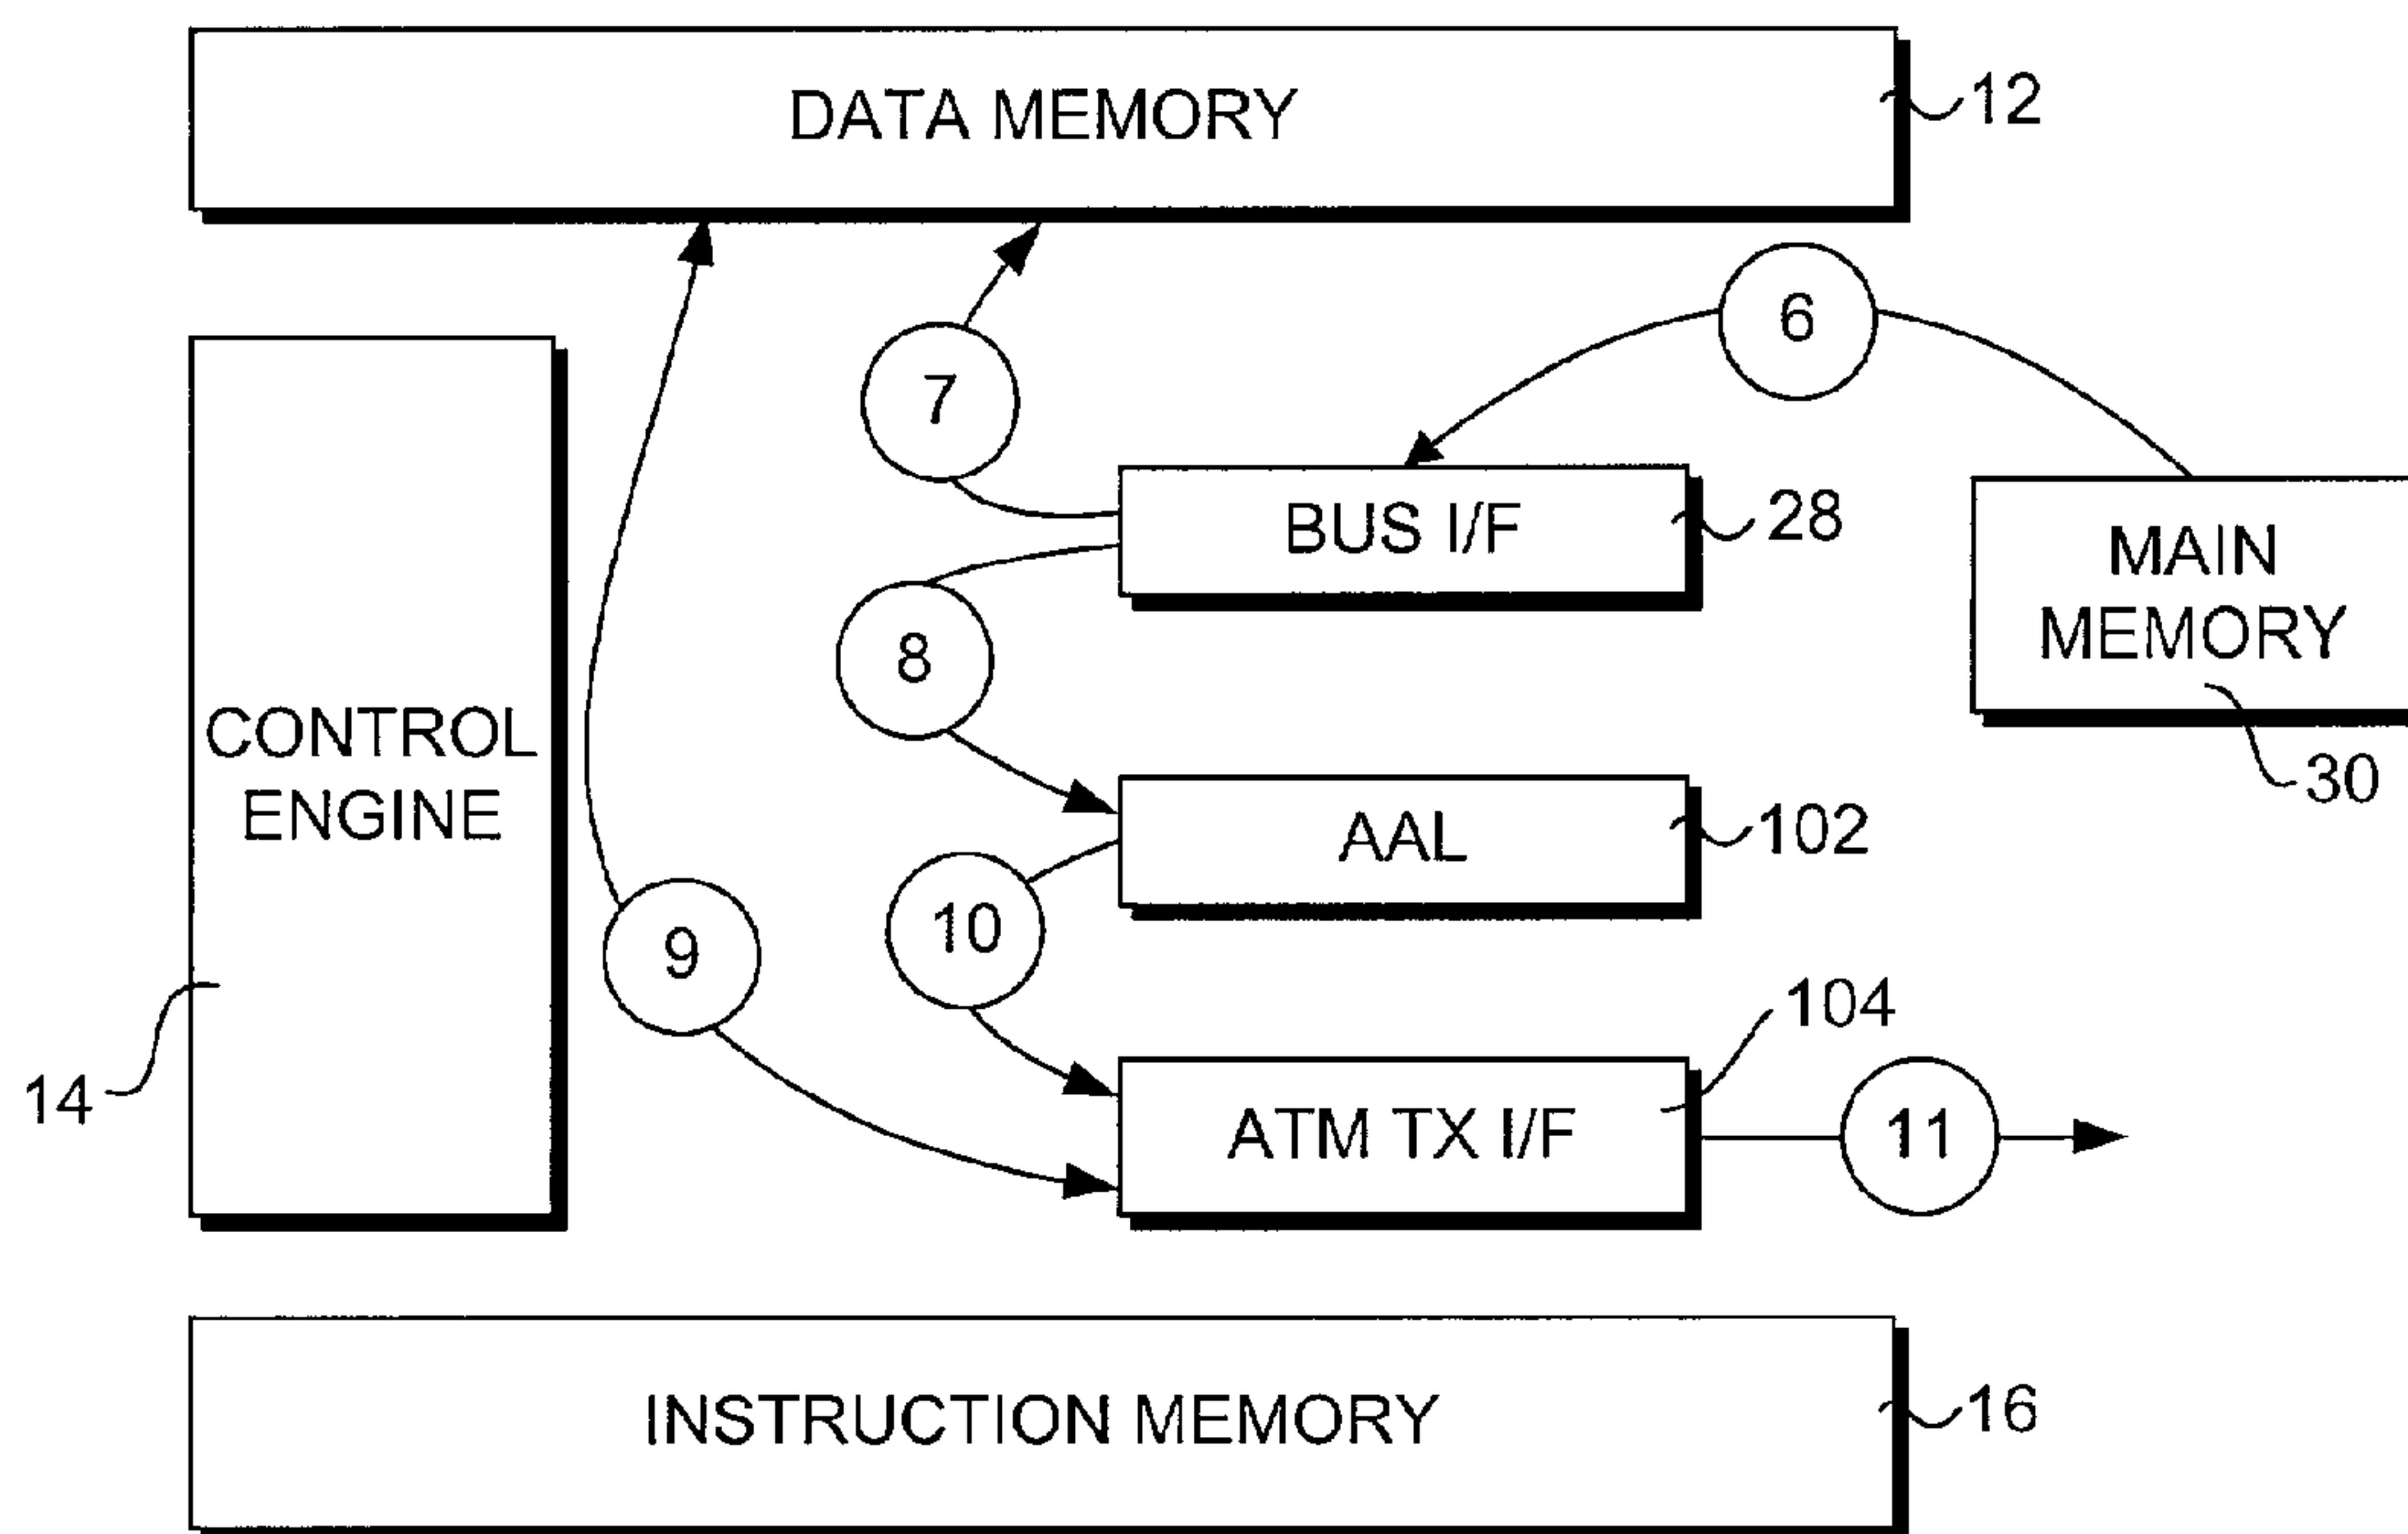 DATA MEMORY
12
6
7
BUS I/F
28
MAIN
MEMORY
30
8
CONTROL
ENGINE
14
AAL
102
9
10
104
ATM TX I/F
11
INSTRUCTION MEMORY
16